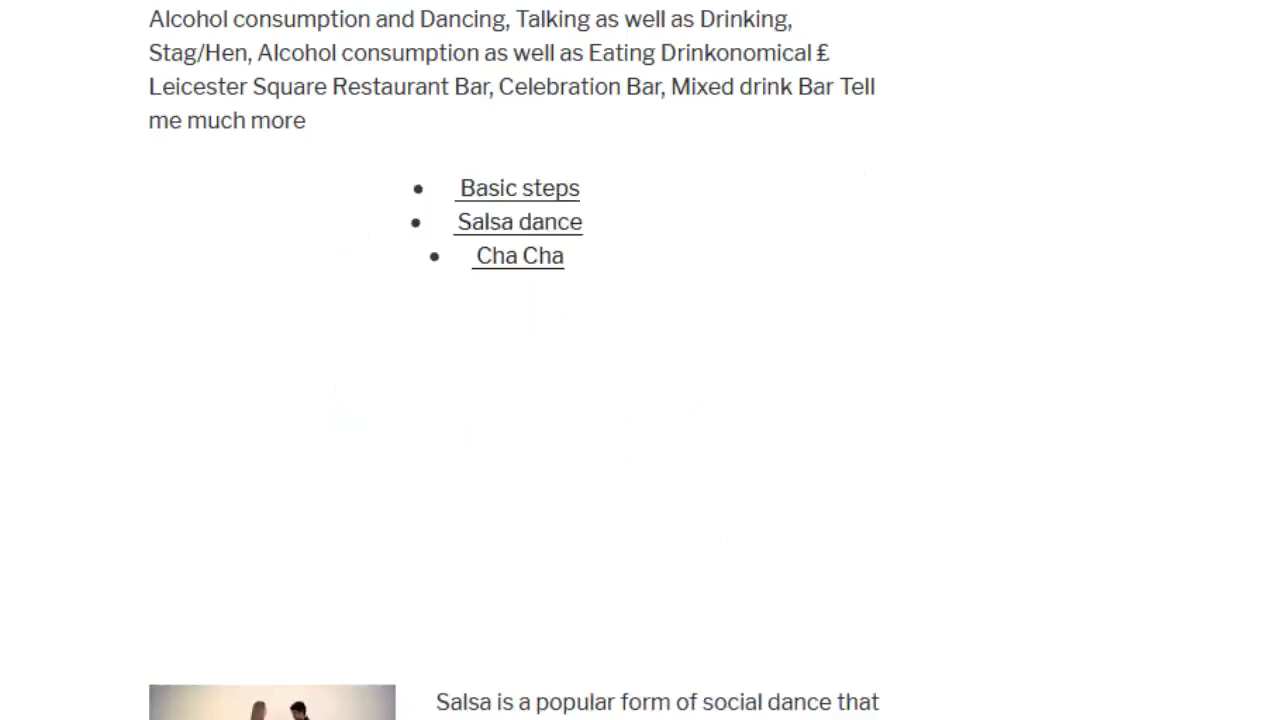 Alcohol consumption and Dancing, Talking as well as Drinking,
Stag/Hen, Alcohol consumption as well as Eating Drinkonomical £
Leicester Square Restaurant Bar, Celebration Bar, Mixed drink Bar Tell
me much more
• Basic steps
• Salsa dance
• Cha Cha
Salsa is a popular form of social dance that